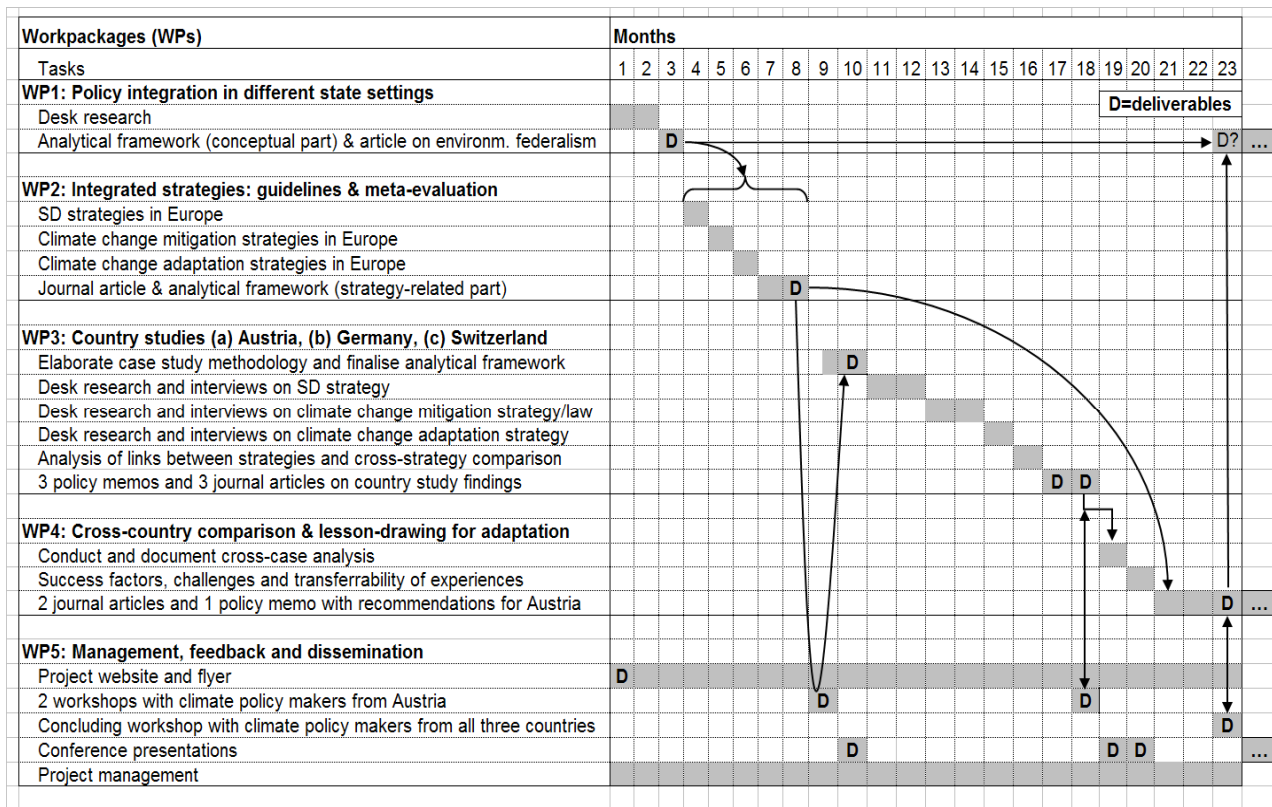 Workpackages (WPs) Months
Tasks 1 2 3 4 5 6 7 8 9 10 11 12 13 14 15 16 17 18 19 20 21 22 23
WP1: Policy integration in different state settings
D=deliverables
Desk research
Analytical framework (conceptual part) & article on environm. federalism D D? ...
WP2: Integrated strategies: guidelines & meta-evaluation
SD strategies in Europe
Climate change mitigation strategies in Europe
Climate change adaptation strategies in Europe
Journal article & analytical framework (strategy-related part) D
WP3: Country studies (a) Austria, (b) Germany, (c) Switzerland
Elaborate case study methodology and finalise analytical framework D
Desk research and interviews on SD strategy
Desk research and interviews on climate change mitigation strategy/law
Desk research and interviews on climate change adaptation strategy
Analysis of links between strategies and cross-strategy comparison
3 policy memos and 3 journal articles on country study findings D D
WP4: Cross-country comparison & lesson-drawing for adaptation
Conduct and document cross-case analysis
Success factors, challenges and transferrability of experiences
2 journal articles and 1 policy memo with recommendations for Austria D ...
WP5: Management, feedback and dissemination
Project website and flyer D
2 workshops with climate policy makers from Austria D D
Concluding workshop with climate policy makers from all three countries D
Conference presentations D D D ...
Project management